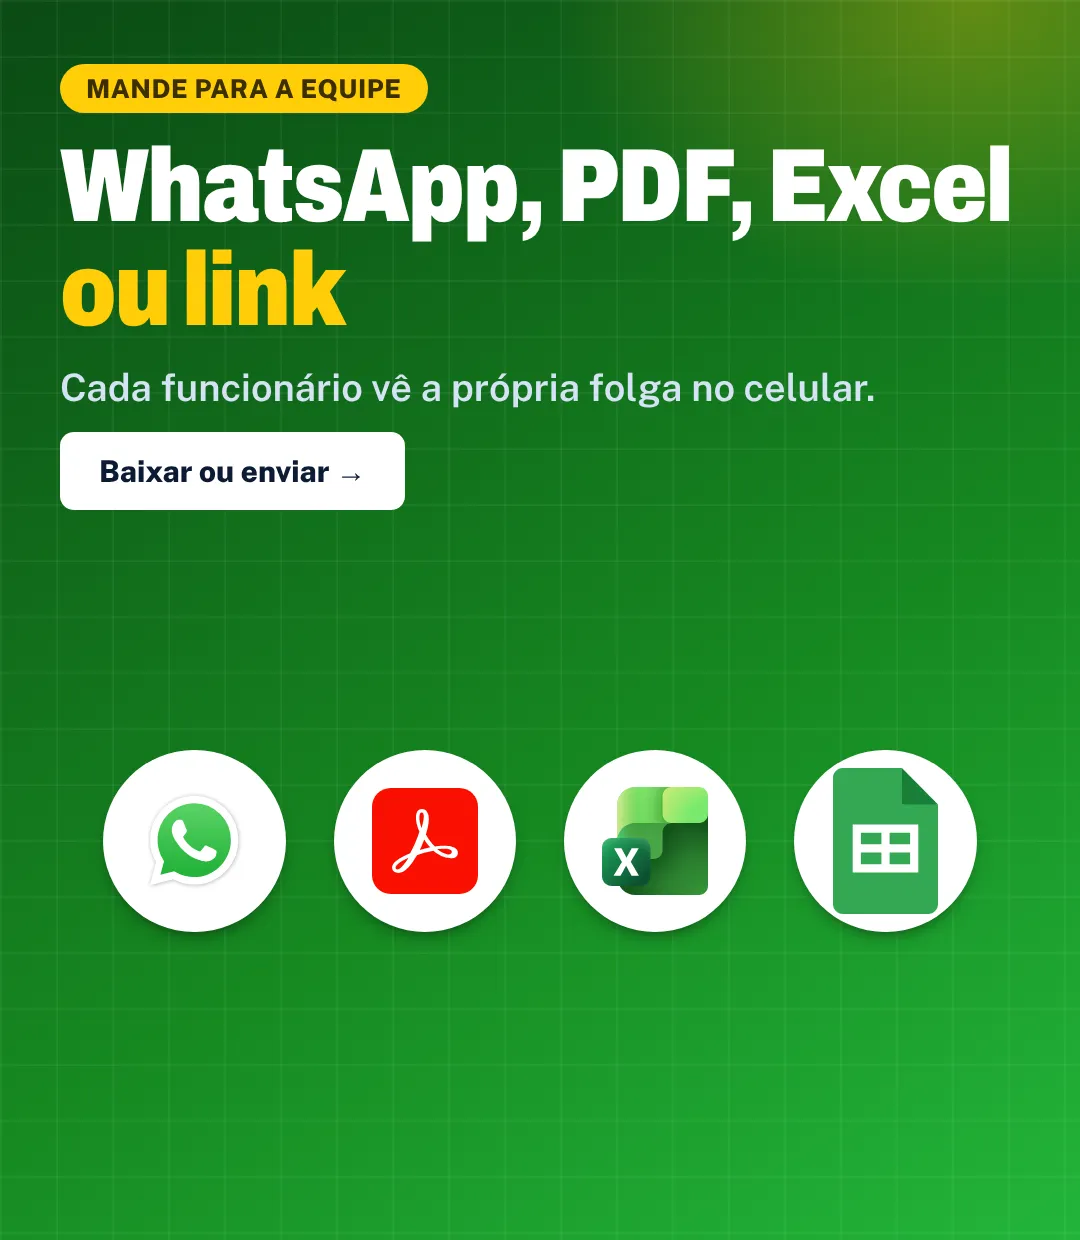 MANDE PARA A EQUIPE
WhatsApp, PDF, Excel
ou link
Cada funcionário vê a própria folga no celular.
Baixar ou enviar →
X